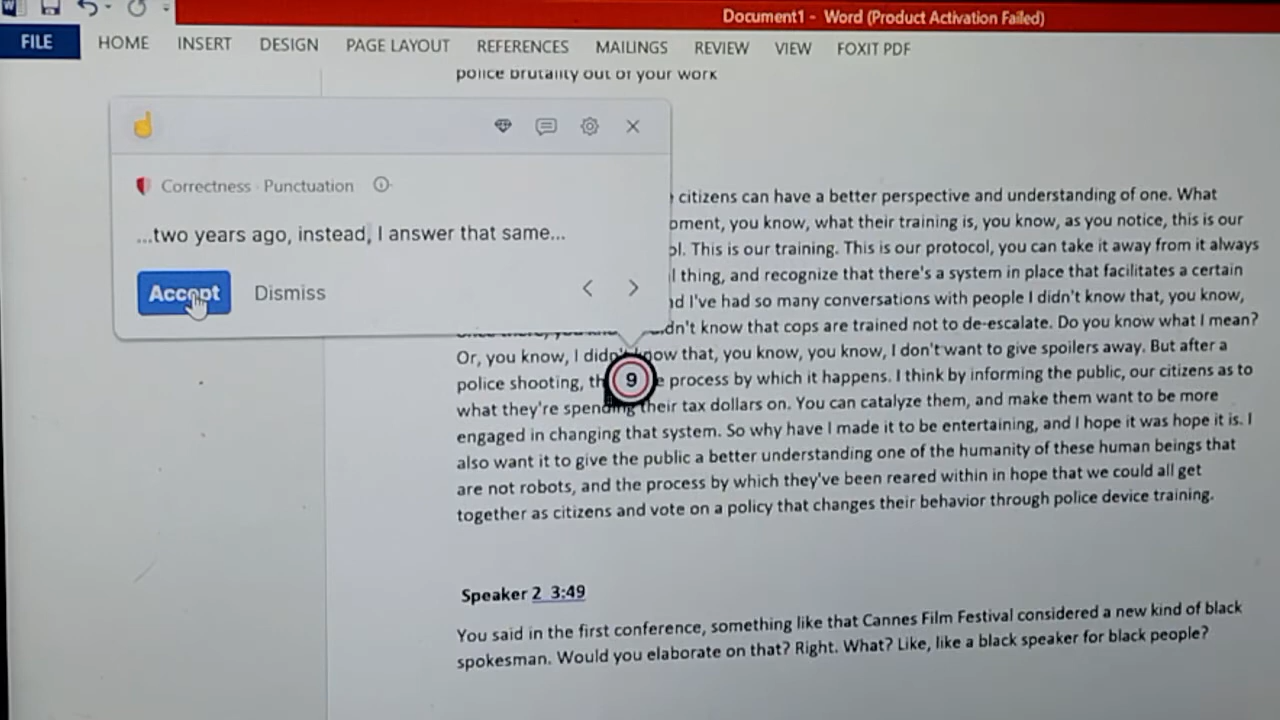 Document1 - Word (Product Activation Failed)
FILE HOME INSERT DESIGN PAGE LAYOUT REFERENCES MAILINGS REVIEW VIEW FOXIT PDF
police brutality out of your work
Correctness · Punctuation
...two years ago, instead, I answer that same...
Accept Dismiss
citizens can have a better perspective and understanding of one. What
you know, what their training is, you know, as you notice, this is our
This is our training. This is our protocol, you can take it away from it always
thing, and recognize that there's a system in place that facilitates a certain
I've had so many conversations with people I didn't know that, you know,
know that cops are trained not to de-escalate. Do you know what I mean?
Or, you know, I didn't know that, you know, you know, I don't want to give spoilers away. But after a
police shooting, process by which it happens. I think by informing the public, our citizens as to
9
what they're spending their tax dollars on. You can catalyze them, and make them want to be more
engaged in changing that system. So why have I made it to be entertaining, and I hope it was hope it is. I
also want it to give the public a better understanding one of the humanity of these human beings that
are not robots, and the process by which they've been reared within in hope that we could all get
together as citizens and vote on a policy that changes their behavior through police device training.
Speaker 2 3:49
You said in the first conference, something like that Cannes Film Festival considered a new kind of black
spokesman. Would you elaborate on that? Right. What? Like, like a black speaker for black people?